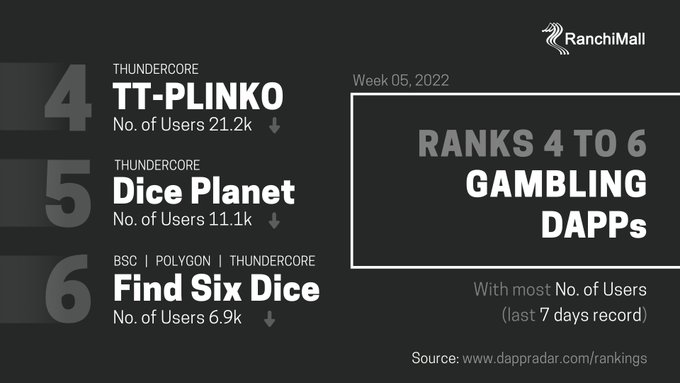 RanchiMall
4
THUNDERCORE
TT-PLINKO
No. of Users 21.2k
5
THUNDERCORE
Dice Planet
No. of Users 11.1k
6
BSC | POLYGON | THUNDERCORE
Find Six Dice
No. of Users 6.9k
Week 05, 2022
RANKS 4 TO 6
GAMBLING
DAPPs
With most No. of Users
(last 7 days record)
Source: www.dappradar.com/rankings